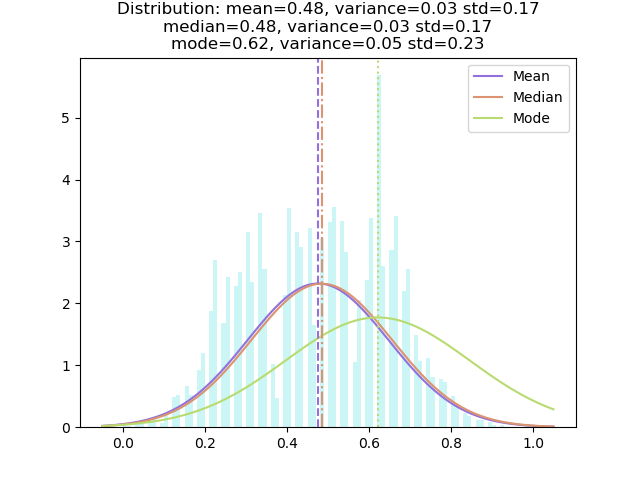 Distribution: mean=0.48, variance=0.03 std=0.17
median=0.48, variance=0.03 std=0.17
mode=0.62, variance=0.05 std=0.23
Mean
Median
Mode
5
4
3
2
1
0
0.0 0.2 0.4 0.6 0.8 1.0